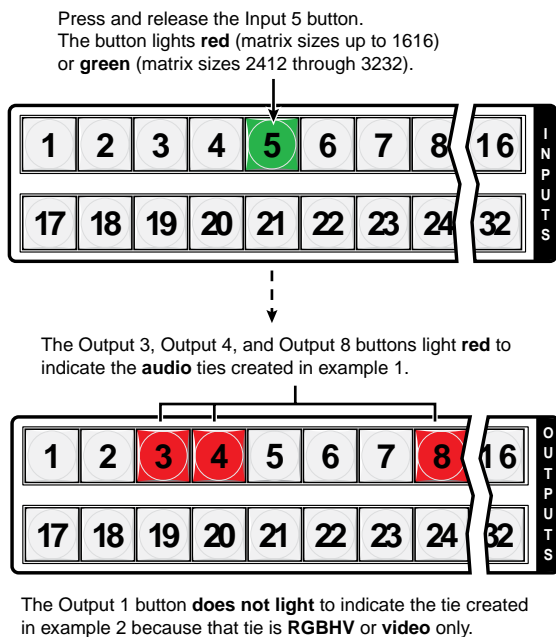 Press and release the Input 5 button.
The button lights red (matrix sizes up to 1616)
or green (matrix sizes 2412 through 3232).
1 2 3 4 5 6 7 8 16
INPUTS
17 18 19 20 21 22 23 24 32
The Output 3, Output 4, and Output 8 buttons light red to
indicate the audio ties created in example 1.
1 2 3 4 5 6 7 8 16
OUTPUTS
17 18 19 20 21 22 23 24 32
The Output 1 button does not light to indicate the tie created
in example 2 because that tie is RGBHV or video only.